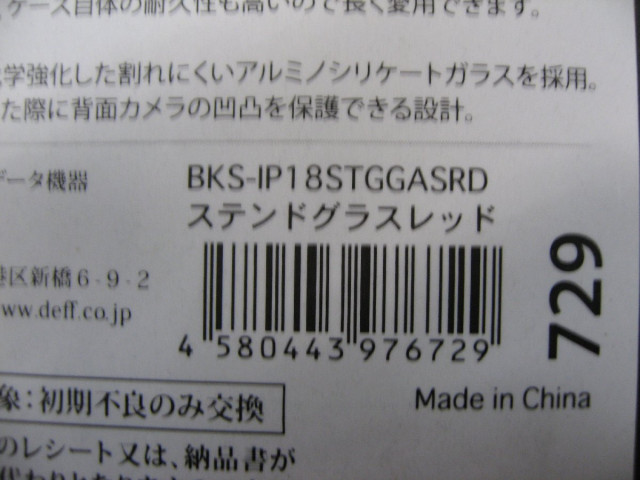 ケース自体の耐久性も高いので長く愛用できます。
学強化した割れにくいアルミノシリケートガラスを採用。
た際に背面カメラの凹凸を保護できる設計。
データ機器
BKS-IP18STGGASRD
ステンドグラスレッド
港区新橋6-9-2
www.deff.co.jp
4 580443 976729
729
Made in China
象：初期不良のみ交換
のレシート又は、納品書が